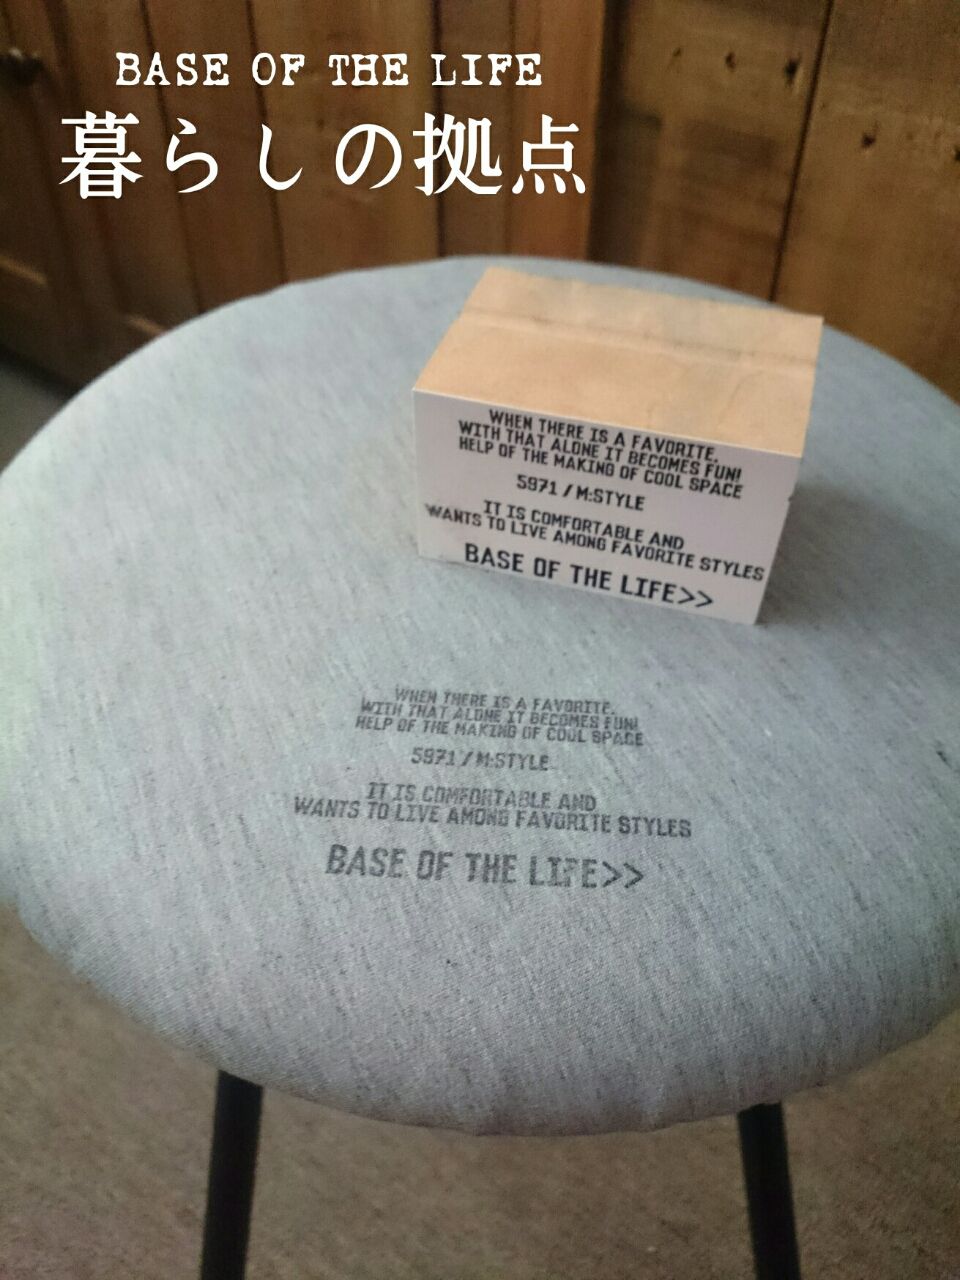 BASE OF THE LIFE
暮らしの拠点
WHEN THERE IS A FAVORITE.
WITH THAT ALONE IT BECOMES FUN!
HELP OF THE MAKING OF COOL SPACE
5971 / M:STYLE
IT IS COMFORTABLE AND
WANTS TO LIVE AMONG FAVORITE STYLES
BASE OF THE LIFE>>
WHEN THERE IS A FAVORITE.
WITH THAT ALONE IT BECOMES FUN!
HELP OF THE MAKING OF COOL SPACE
5971 / M:STYLE
IT IS COMFORTABLE AND
WANTS TO LIVE AMONG FAVORITE STYLES
BASE OF THE LIFE>>